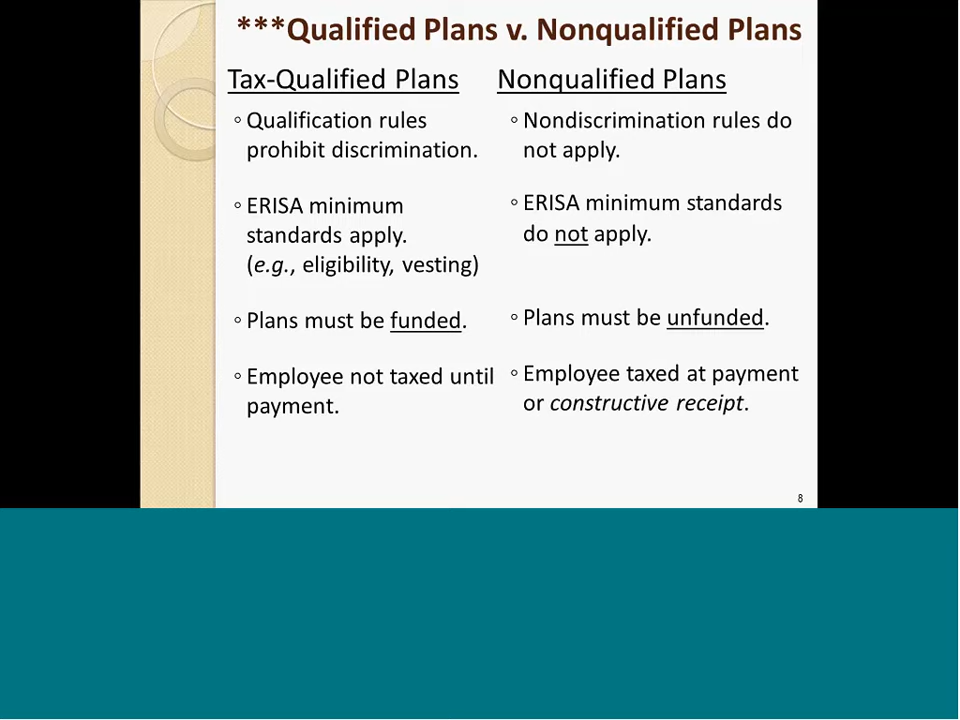 ***Qualified Plans v. Nonqualified Plans
Tax-Qualified Plans
◦ Qualification rules
prohibit discrimination.
◦ ERISA minimum
standards apply.
(e.g., eligibility, vesting)
◦ Plans must be funded.
◦ Employee not taxed until
payment.
Nonqualified Plans
◦ Nondiscrimination rules do
not apply.
◦ ERISA minimum standards
do not apply.
◦ Plans must be unfunded.
◦ Employee taxed at payment
or constructive receipt.
8